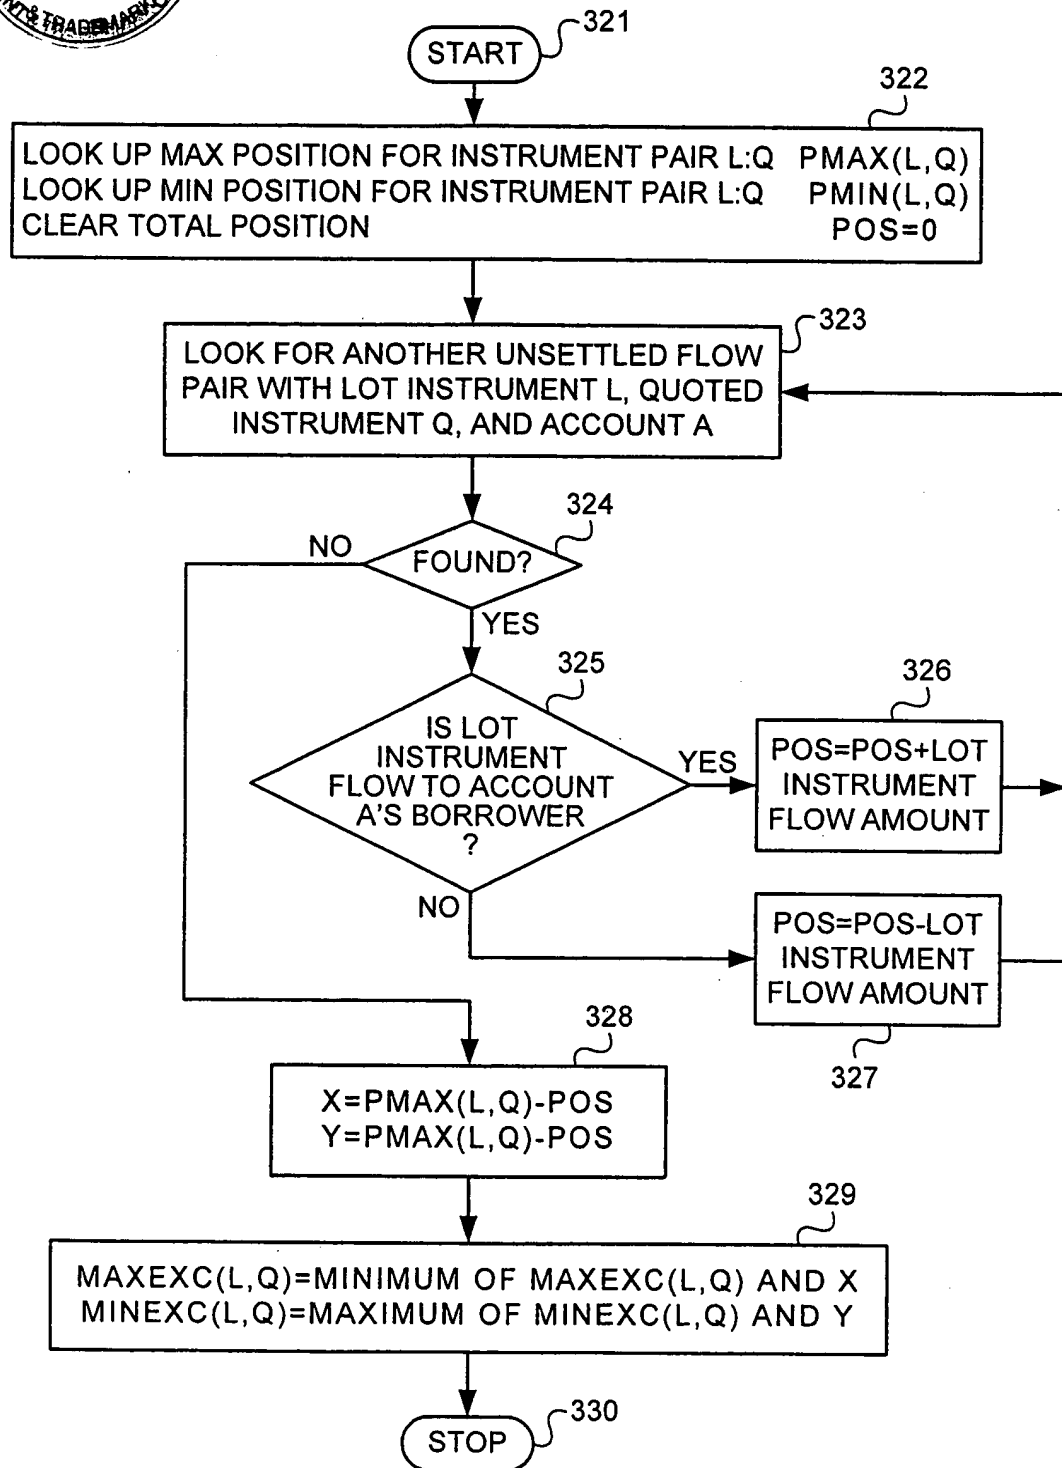 & TRADEMARK
START
321
322
LOOK UP MAX POSITION FOR INSTRUMENT PAIR L:Q PMAX(L,Q)
LOOK UP MIN POSITION FOR INSTRUMENT PAIR L:Q PMIN(L,Q)
CLEAR TOTAL POSITION POS=0
323
LOOK FOR ANOTHER UNSETTLED FLOW
PAIR WITH LOT INSTRUMENT L, QUOTED
INSTRUMENT Q, AND ACCOUNT A
324
NO
FOUND?
YES
325
IS LOT
INSTRUMENT
FLOW TO ACCOUNT
A'S BORROWER
?
YES
NO
326
POS=POS+LOT
INSTRUMENT
FLOW AMOUNT
POS=POS-LOT
INSTRUMENT
FLOW AMOUNT
327
328
X=PMAX(L,Q)-POS
Y=PMAX(L,Q)-POS
329
MAXEXC(L,Q)=MINIMUM OF MAXEXC(L,Q) AND X
MINEXC(L,Q)=MAXIMUM OF MINEXC(L,Q) AND Y
STOP
330